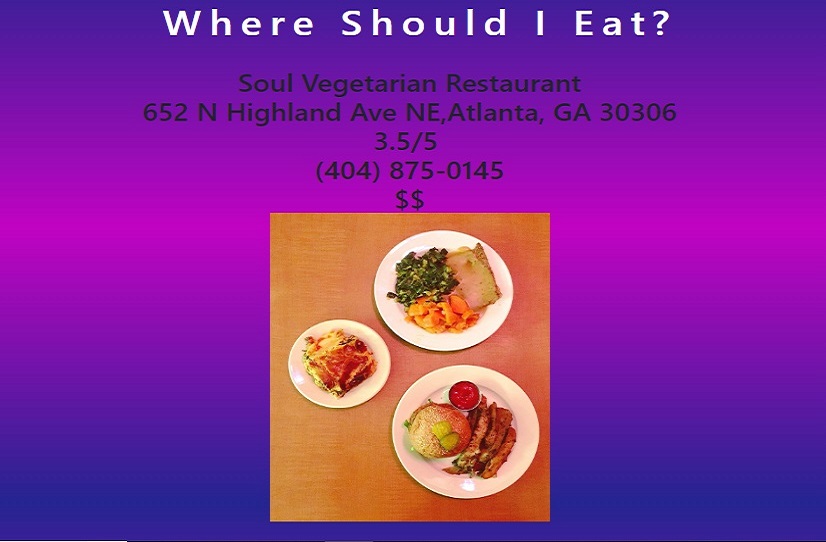 Where Should I Eat?
Soul Vegetarian Restaurant
652 N Highland Ave NE,Atlanta, GA 30306
3.5/5
(404) 875-0145
$$